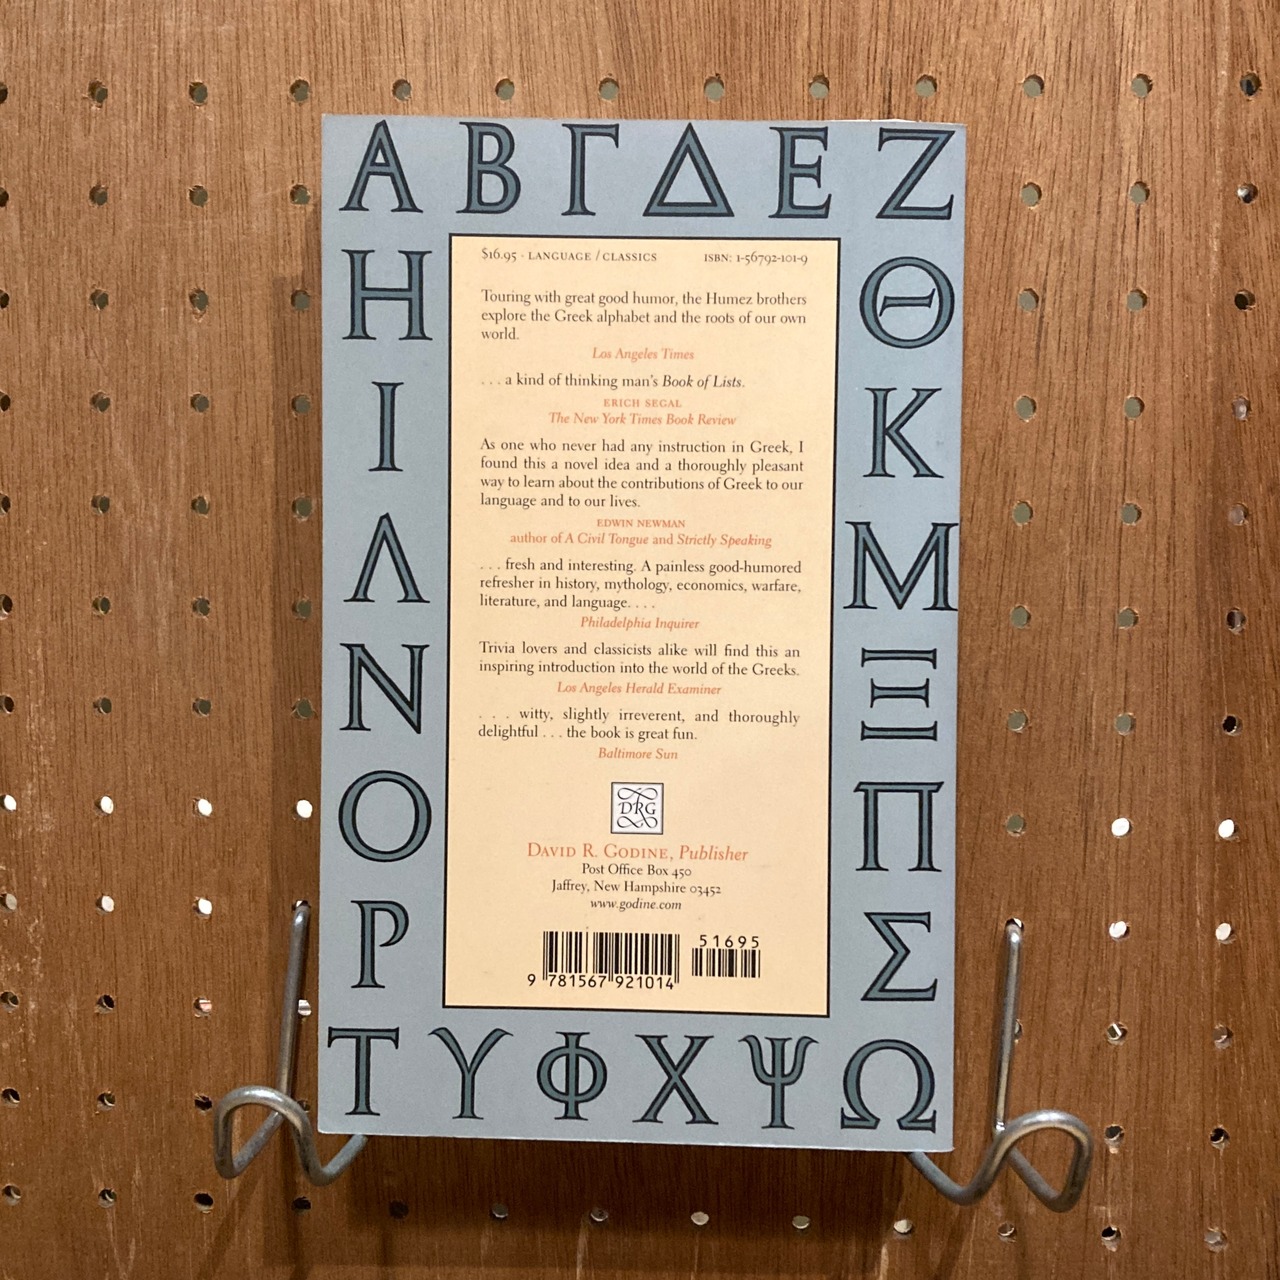 Α Β Γ Δ Ε Ζ
Η Θ
Ι Κ
Λ Μ
Ν Ξ
Ο Π
Ρ Σ
Τ Υ Φ Χ Ψ Ω
$16.95 · LANGUAGE / CLASSICS ISBN: 1-56792-101-9
Touring with great good humor, the Humez brothers
explore the Greek alphabet and the roots of our own
world.
Los Angeles Times
. . . a kind of thinking man's Book of Lists.
ERICH SEGAL
The New York Times Book Review
As one who never had any instruction in Greek, I
found this a novel idea and a thoroughly pleasant
way to learn about the contributions of Greek to our
language and to our lives.
EDWIN NEWMAN
author of A Civil Tongue and Strictly Speaking
. . . fresh and interesting. A painless good-humored
refresher in history, mythology, economics, warfare,
literature, and language. . . .
Philadelphia Inquirer
Trivia lovers and classicists alike will find this an
inspiring introduction into the world of the Greeks.
Los Angeles Herald Examiner
. . . witty, slightly irreverent, and thoroughly
delightful . . . the book is great fun.
Baltimore Sun
DRG
DAVID R. GODINE, Publisher
Post Office Box 450
Jaffrey, New Hampshire 03452
www.godine.com
51695
9 781567 921014